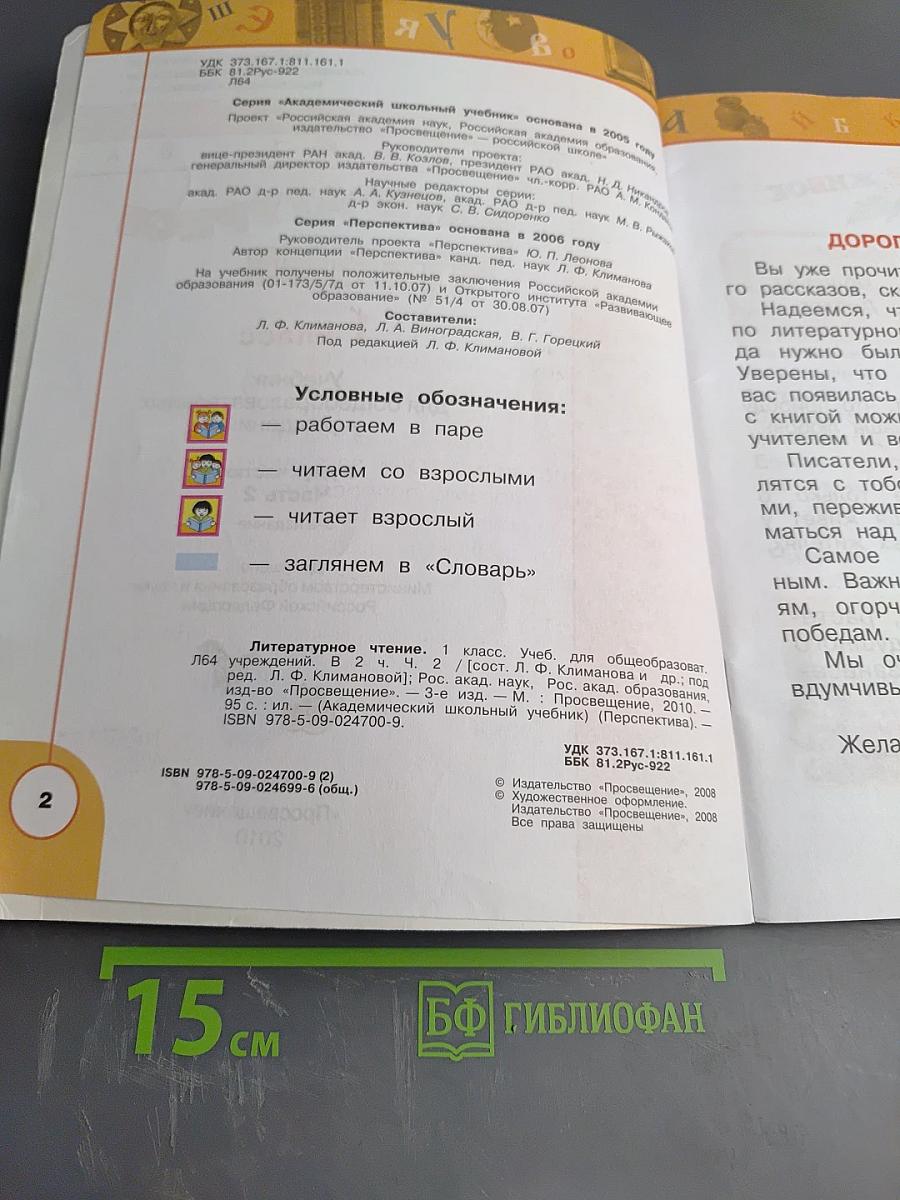 Ш Э Я У В О
УДК 373.167.1:811.161.1
ББК 81.2Рус-922
Л64
Серия «Академический школьный учебник» основана в 2005 году
Проект «Российская академия наук, Российская академия образования,
издательство «Просвещение» — российской школе»
Руководители проекта:
вице-президент РАН акад. В. В. Козлов, президент РАО акад. Н. Д.
генеральный директор издательства «Просвещение» чл.-корр. РАО А. М.
Научные редакторы серии:
акад. РАО д-р пед. наук А. А. Кузнецов, акад. РАО д-р пед. наук М. В.
д-р экон. наук С. В. Сидоренко
Серия «Перспектива» основана в 2006 году
Руководитель проекта «Перспектива» Ю. П. Леонова
Автор концепции «Перспектива» канд. пед. наук Л. Ф. Климанова
На учебник получены положительные заключения Российской академии
образования (01-173/5/7д от 11.10.07) и Открытого института «Развивающее
образование» (№ 51/4 от 30.08.07)
Составители:
Л. Ф. Климанова, Л. А. Виноградская, В. Г. Горецкий
Под редакцией Л. Ф. Климановой
Условные обозначения:
— работаем в паре
— читаем со взрослыми
— читает взрослый
— заглянем в «Словарь»
Литературное чтение. 1 класс. Учеб. для общеобразоват.
Л64 учреждений. В 2 ч. Ч. 2 / [сост. Л. Ф. Климанова и др.; под
ред. Л. Ф. Климановой]; Рос. акад. наук, Рос. акад. образования,
изд-во «Просвещение». — 3-е изд. — М. : Просвещение, 2010. —
95 с. : ил. — (Академический школьный учебник) (Перспектива). —
ISBN 978-5-09-024700-9.
УДК 373.167.1:811.161.1
ББК 81.2Рус-922
ISBN 978-5-09-024700-9 (2)
978-5-09-024699-6 (общ.)
© Издательство «Просвещение», 2008
© Художественное оформление.
Издательство «Просвещение», 2008
Все права защищены
2
А Й Б К
ДОРОГ
Вы уже прочи
го рассказов, ск
Надеемся, чт
по литературно
да нужно был
Уверены, что
вас появилась
с книгой можн
учителем и в
Писатели,
лятся с тобо
ми, пережив
маться над
Самое
ным. Важн
ям, огорч
победам.
Мы оч
вдумчивы
Жела
15 см
БФ ГИБЛИОФАН